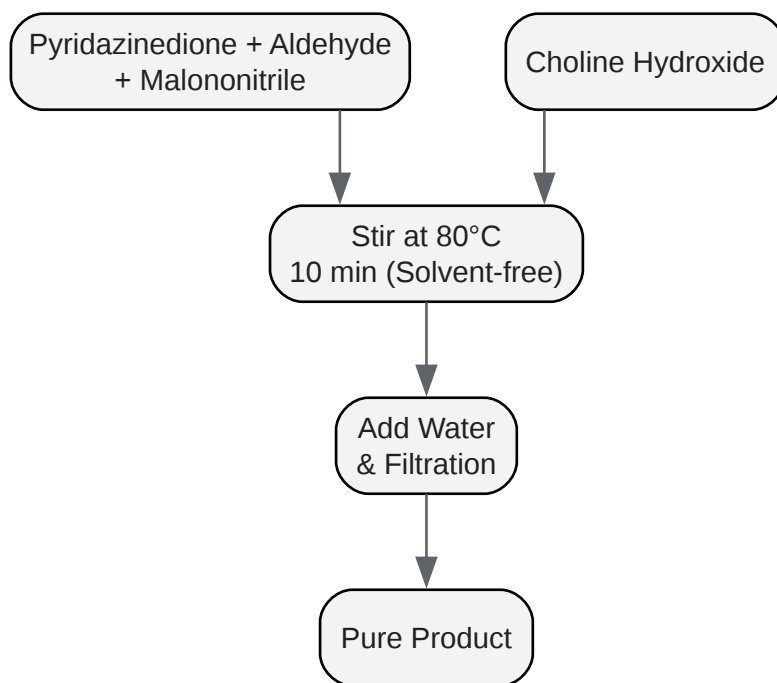 Pyridazinedione + Aldehyde
+ Malononitrile
Choline Hydroxide
Stir at 80°C
10 min (Solvent-free)
Add Water
& Filtration
Pure Product